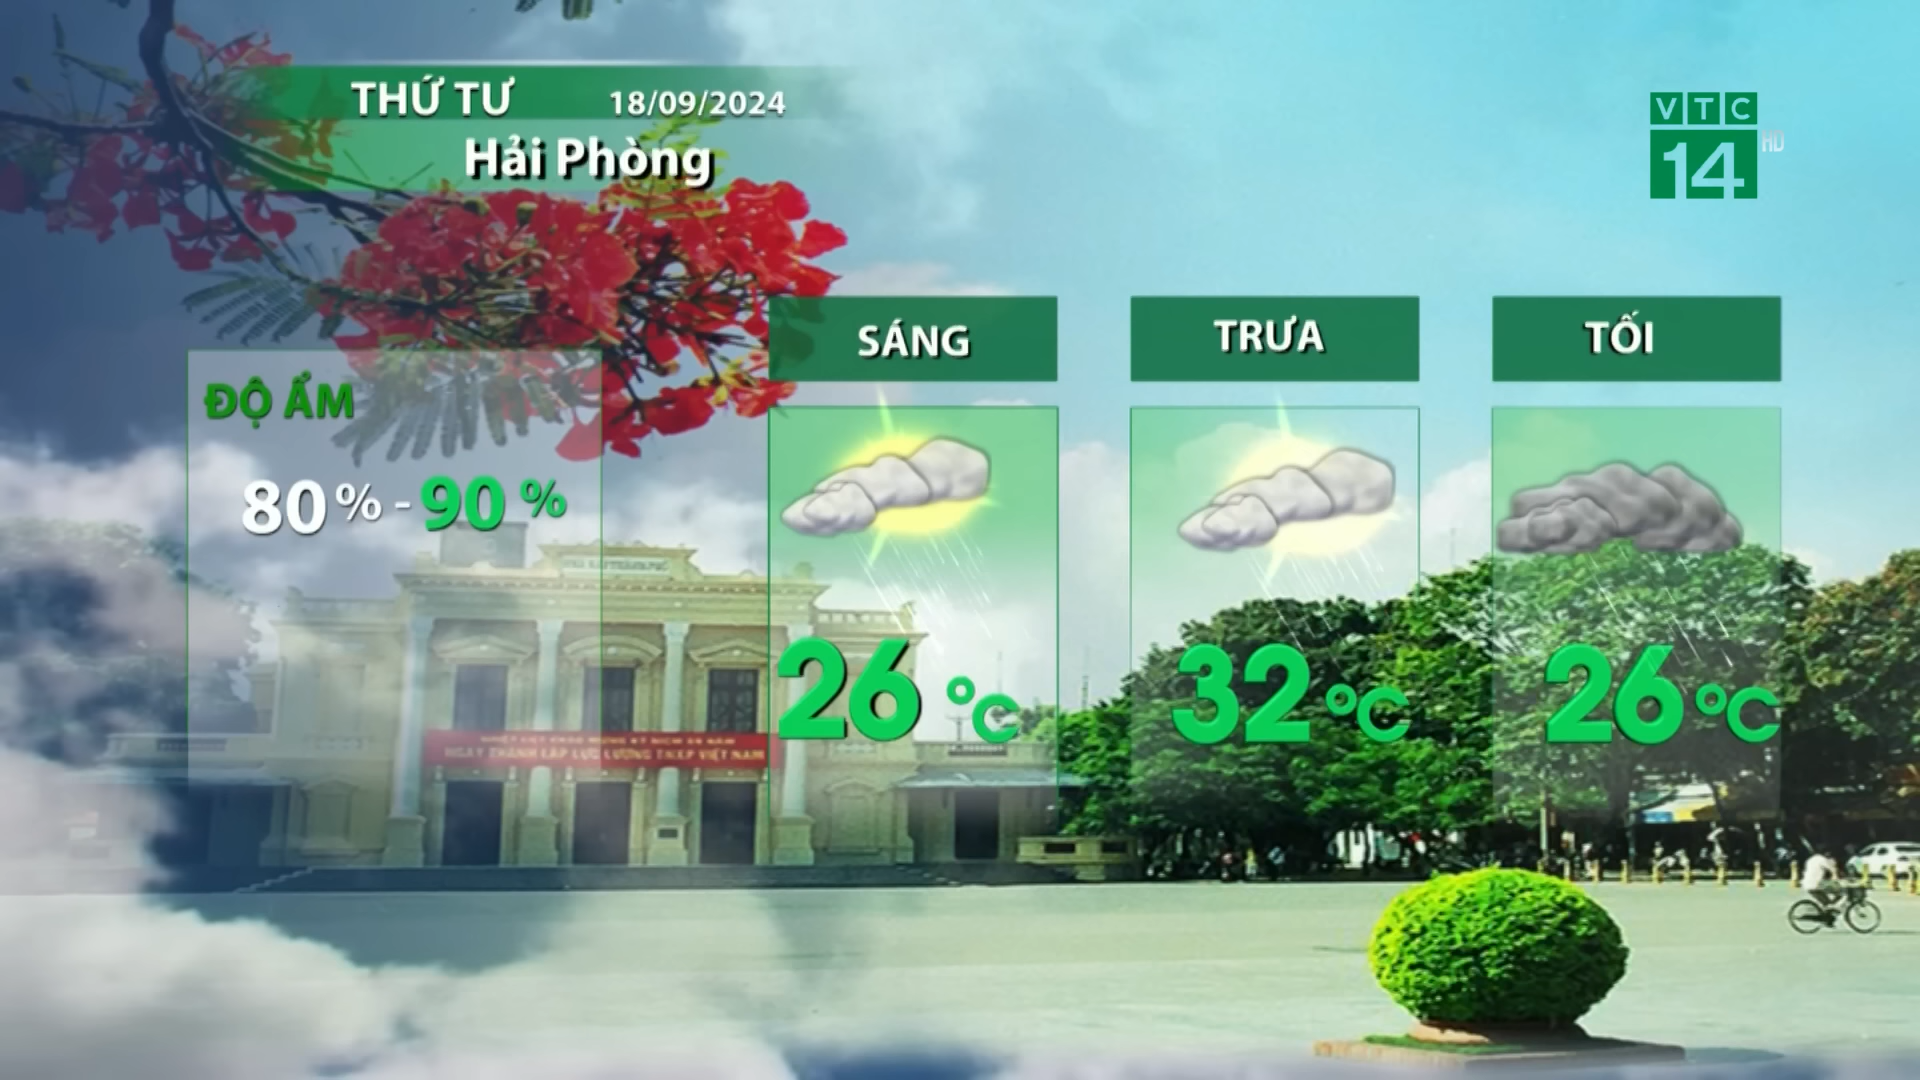 THỨ TƯ 18/09/2024
Hải Phòng
VTC
14 HD
SÁNG
TRƯA
TỐI
ĐỘ ẨM
80% - 90%
26 °C
32 °C
26 °C
NGÀY THÀNH LẬP LỰC LƯỢNG TNXP VIỆT NAM